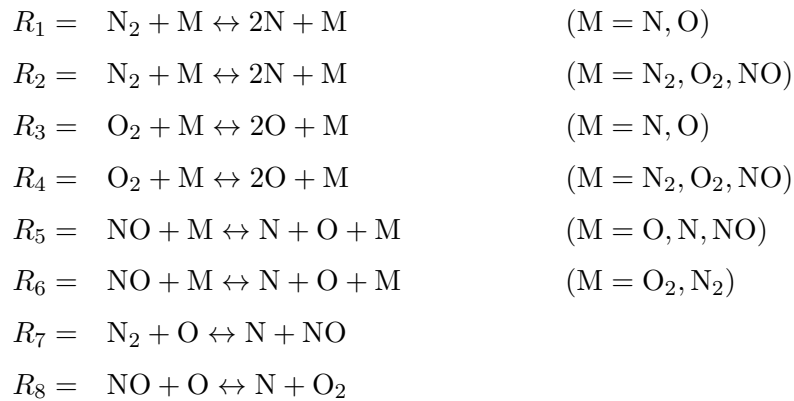 R₁ = N₂ + M ↔ 2N + M (M = N, O)
R₂ = N₂ + M ↔ 2N + M (M = N₂, O₂, NO)
R₃ = O₂ + M ↔ 2O + M (M = N, O)
R₄ = O₂ + M ↔ 2O + M (M = N₂, O₂, NO)
R₅ = NO + M ↔ N + O + M (M = O, N, NO)
R₆ = NO + M ↔ N + O + M (M = O₂, N₂)
R₇ = N₂ + O ↔ N + NO
R₈ = NO + O ↔ N + O₂